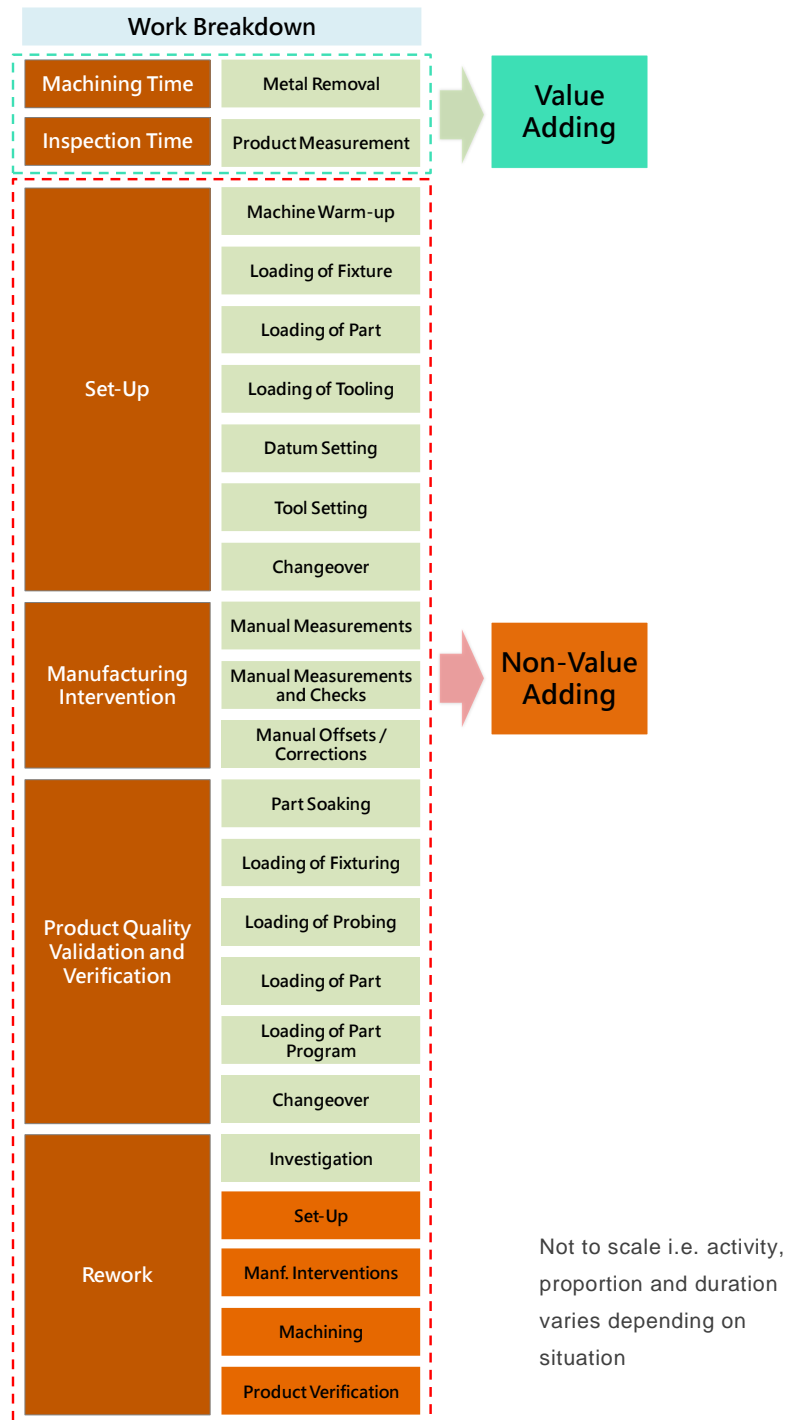 Work Breakdown
Machining Time
Metal Removal
Value
Adding
Inspection Time
Product Measurement
Set-Up
Machine Warm-up
Loading of Fixture
Loading of Part
Loading of Tooling
Datum Setting
Tool Setting
Changeover
Manufacturing
Intervention
Manual Measurements
Manual Measurements
and Checks
Manual Offsets /
Corrections
Non-Value
Adding
Product Quality
Validation and
Verification
Part Soaking
Loading of Fixturing
Loading of Probing
Loading of Part
Loading of Part
Program
Changeover
Rework
Investigation
Set-Up
Manf. Interventions
Machining
Product Verification
Not to scale i.e. activity,
proportion and duration
varies depending on
situation